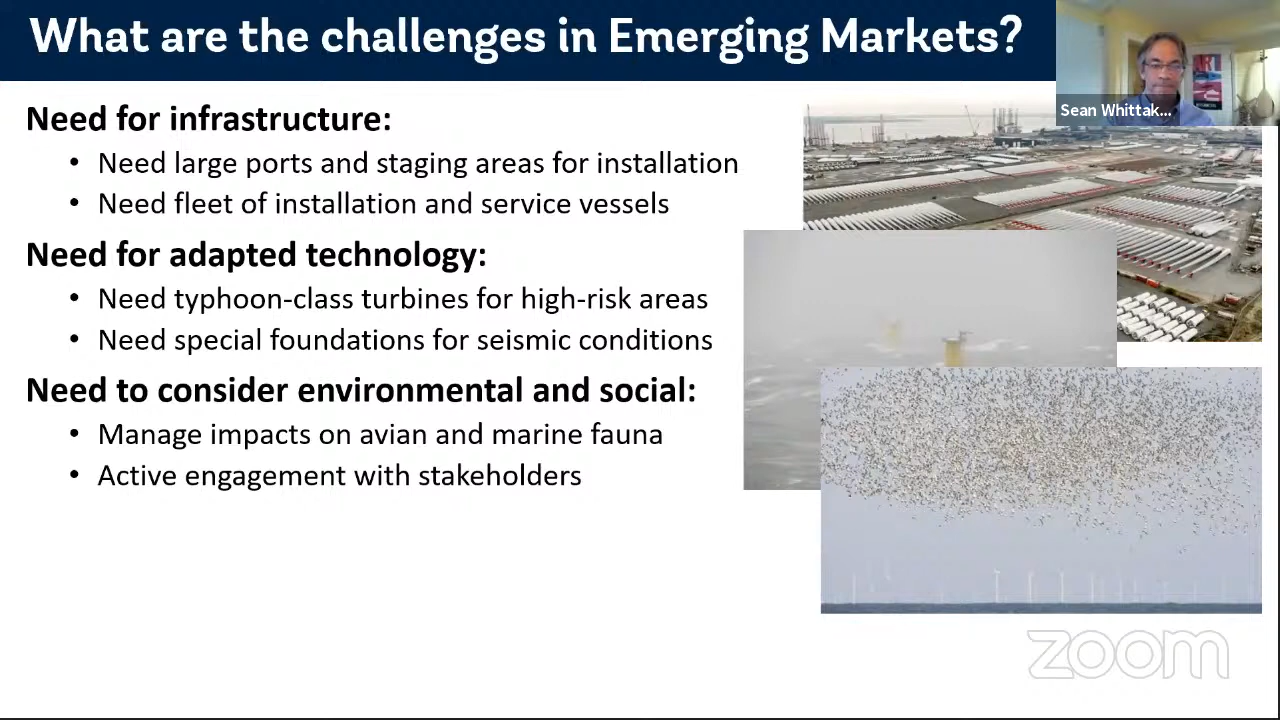 What are the challenges in Emerging Markets?
Sean Whittak...
Need for infrastructure:
• Need large ports and staging areas for installation
• Need fleet of installation and service vessels
Need for adapted technology:
• Need typhoon-class turbines for high-risk areas
• Need special foundations for seismic conditions
Need to consider environmental and social:
• Manage impacts on avian and marine fauna
• Active engagement with stakeholders
zoom